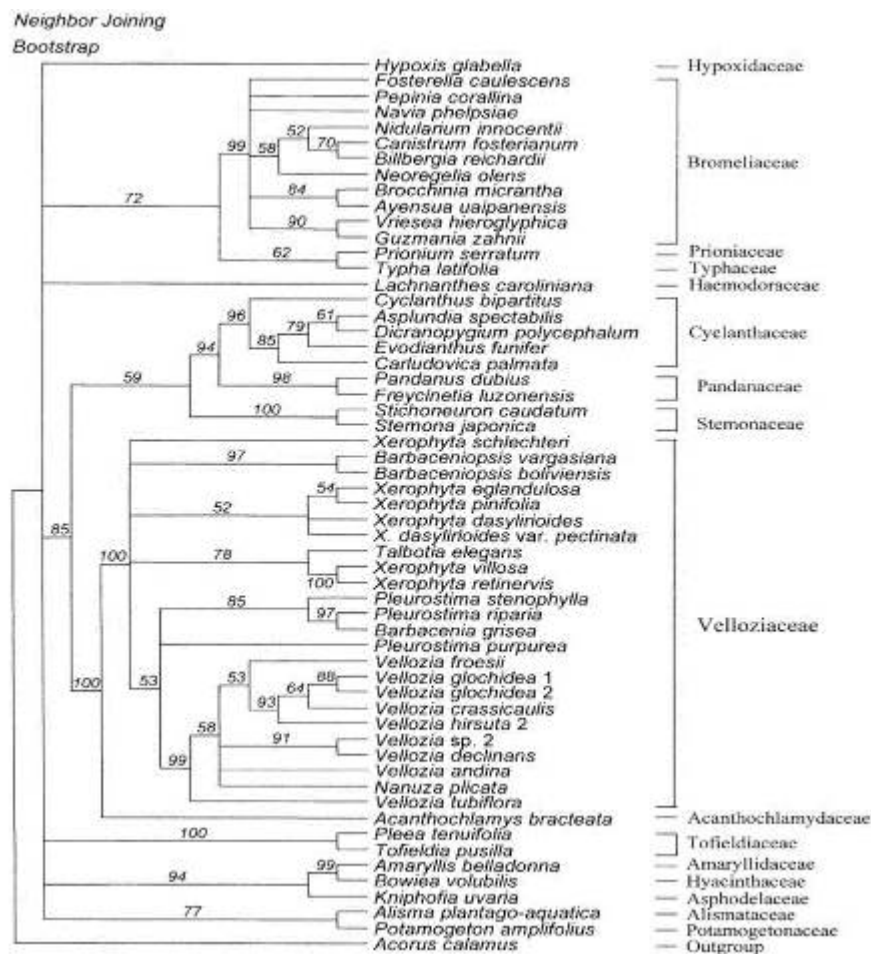 Neighbor Joining
Bootstrap
Hypoxis glabella — Hypoxidaceae
Fosterella caulescens
Pepinia corallina
Navia phelpsiae
52 Nidularium innocentii
99 58 70 Canistrum fosterianum
Billbergia reichardii Bromeliaceae
Neoregelia olens
72 84 Brocchinia micrantha
Ayensua uaipanensis
90 Vriesea hieroglyphica
Guzmania zahnii
62 Prionium serratum — Prioniaceae
Typha latifolia — Typhaceae
Lachnanthes caroliniana — Haemodoraceae
Cyclanthus bipartitus
96 61 Asplundia spectabilis
79 Dicranopygium polycephalum Cyclanthaceae
94 85 Evodianthus funifer
Carludovica palmata
59 98 Pandanus dubius Pandanaceae
Freycinetia luzonensis
100 Stichoneuron caudatum
Stemona japonica Stemonaceae
Xerophyta schlechteri
97 Barbaceniopsis vargasiana
Barbaceniopsis boliviensis
54 Xerophyta eglandulosa
Xerophyta pinifolia
52 Xerophyta dasylirioides
85 X. dasylirioides var. pectinata
100 78 Talbotia elegans
Xerophyta villosa
100 Xerophyta retinervis
85 Pleurostima stenophylla
97 Pleurostima riparia Velloziaceae
Barbacenia grisea
Pleurostima purpurea
Vellozia froesii
100 53 53 88 Vellozia glochidea 1
64 Vellozia glochidea 2
93 Vellozia crassicaulis
58 Vellozia hirsuta 2
91 Vellozia sp. 2
99 Vellozia declinans
Vellozia andina
Nanuza plicata
Vellozia tubiflora
Acanthochlamys bracteata — Acanthochlamydaceae
100 Pleea tenuifolia Tofieldiaceae
Tofieldia pusilla
99 Amaryllis belladonna — Amaryllidaceae
94 Bowiea volubilis — Hyacinthaceae
Kniphofia uvaria — Asphodelaceae
77 Alisma plantago-aquatica — Alismataceae
Potamogeton amplifolius — Potamogetonaceae
Acorus calamus — Outgroup